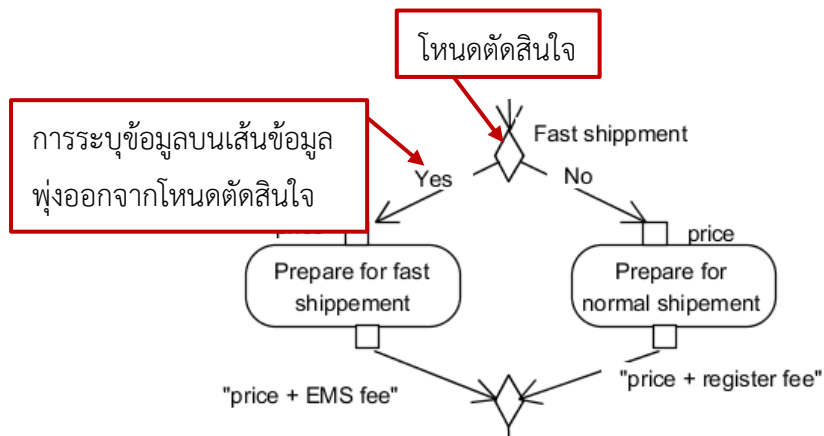 โหนดตัดสินใจ
การระบุข้อมูลบนเส้นข้อมูล
พุ่งออกจากโหนดตัดสินใจ
Fast shippment
Yes
No
price
Prepare for fast
shippement
Prepare for
normal shipement
"price + EMS fee"
"price + register fee"